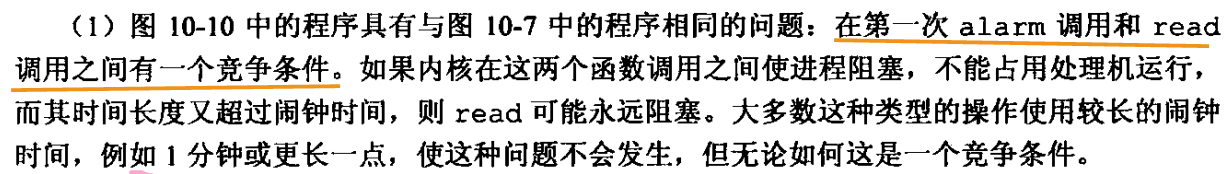 （1）图 10-10 中的程序具有与图 10-7 中的程序相同的问题：在第一次 alarm 调用和 read
调用之间有一个竞争条件。如果内核在这两个函数调用之间使进程阻塞，不能占用处理机运行，
而其时间长度又超过闹钟时间，则 read 可能永远阻塞。大多数这种类型的操作使用较长的闹钟
时间，例如 1 分钟或更长一点，使这种问题不会发生，但无论如何这是一个竞争条件。